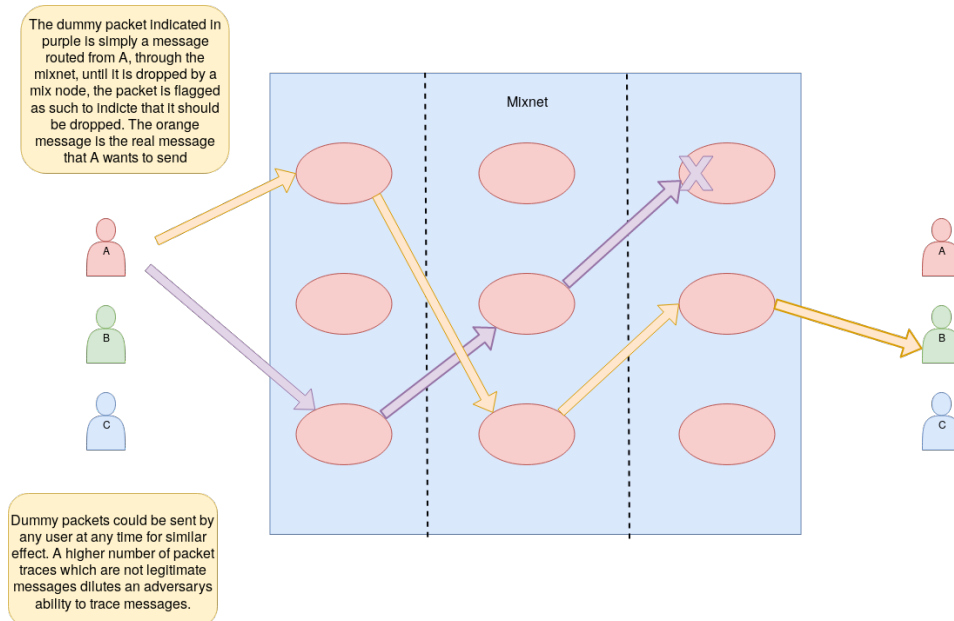 The dummy packet indicated in
purple is simply a message
routed from A, through the
mixnet, until it is dropped by a
mix node, the packet is flagged
as such to indicte that it should
be dropped. The orange
message is the real message
that A wants to send
Mixnet
A
B
C
A
B
C
Dummy packets could be sent by
any user at any time for similar
effect. A higher number of packet
traces which are not legitimate
messages dilutes an adversarys
ability to trace messages.